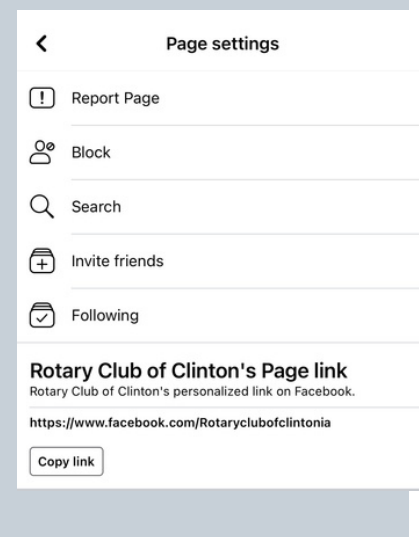 Page settings
Report Page
Block
Search
Invite friends
Following
Rotary Club of Clinton's Page link
Rotary Club of Clinton's personalized link on Facebook.
https://www.facebook.com/Rotaryclubofclintonia
Copy link